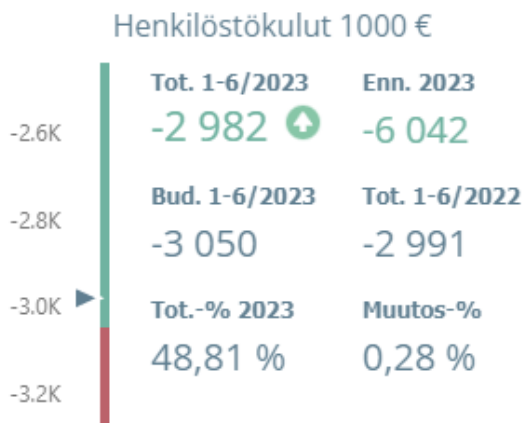 Henkilöstökulut 1000 €
Tot. 1-6/2023 Enn. 2023
-2 982 -6 042
Bud. 1-6/2023 Tot. 1-6/2022
-3 050 -2 991
Tot.-% 2023 Muutos-%
48,81 % 0,28 %
-2.6K
-2.8K
-3.0K
-3.2K